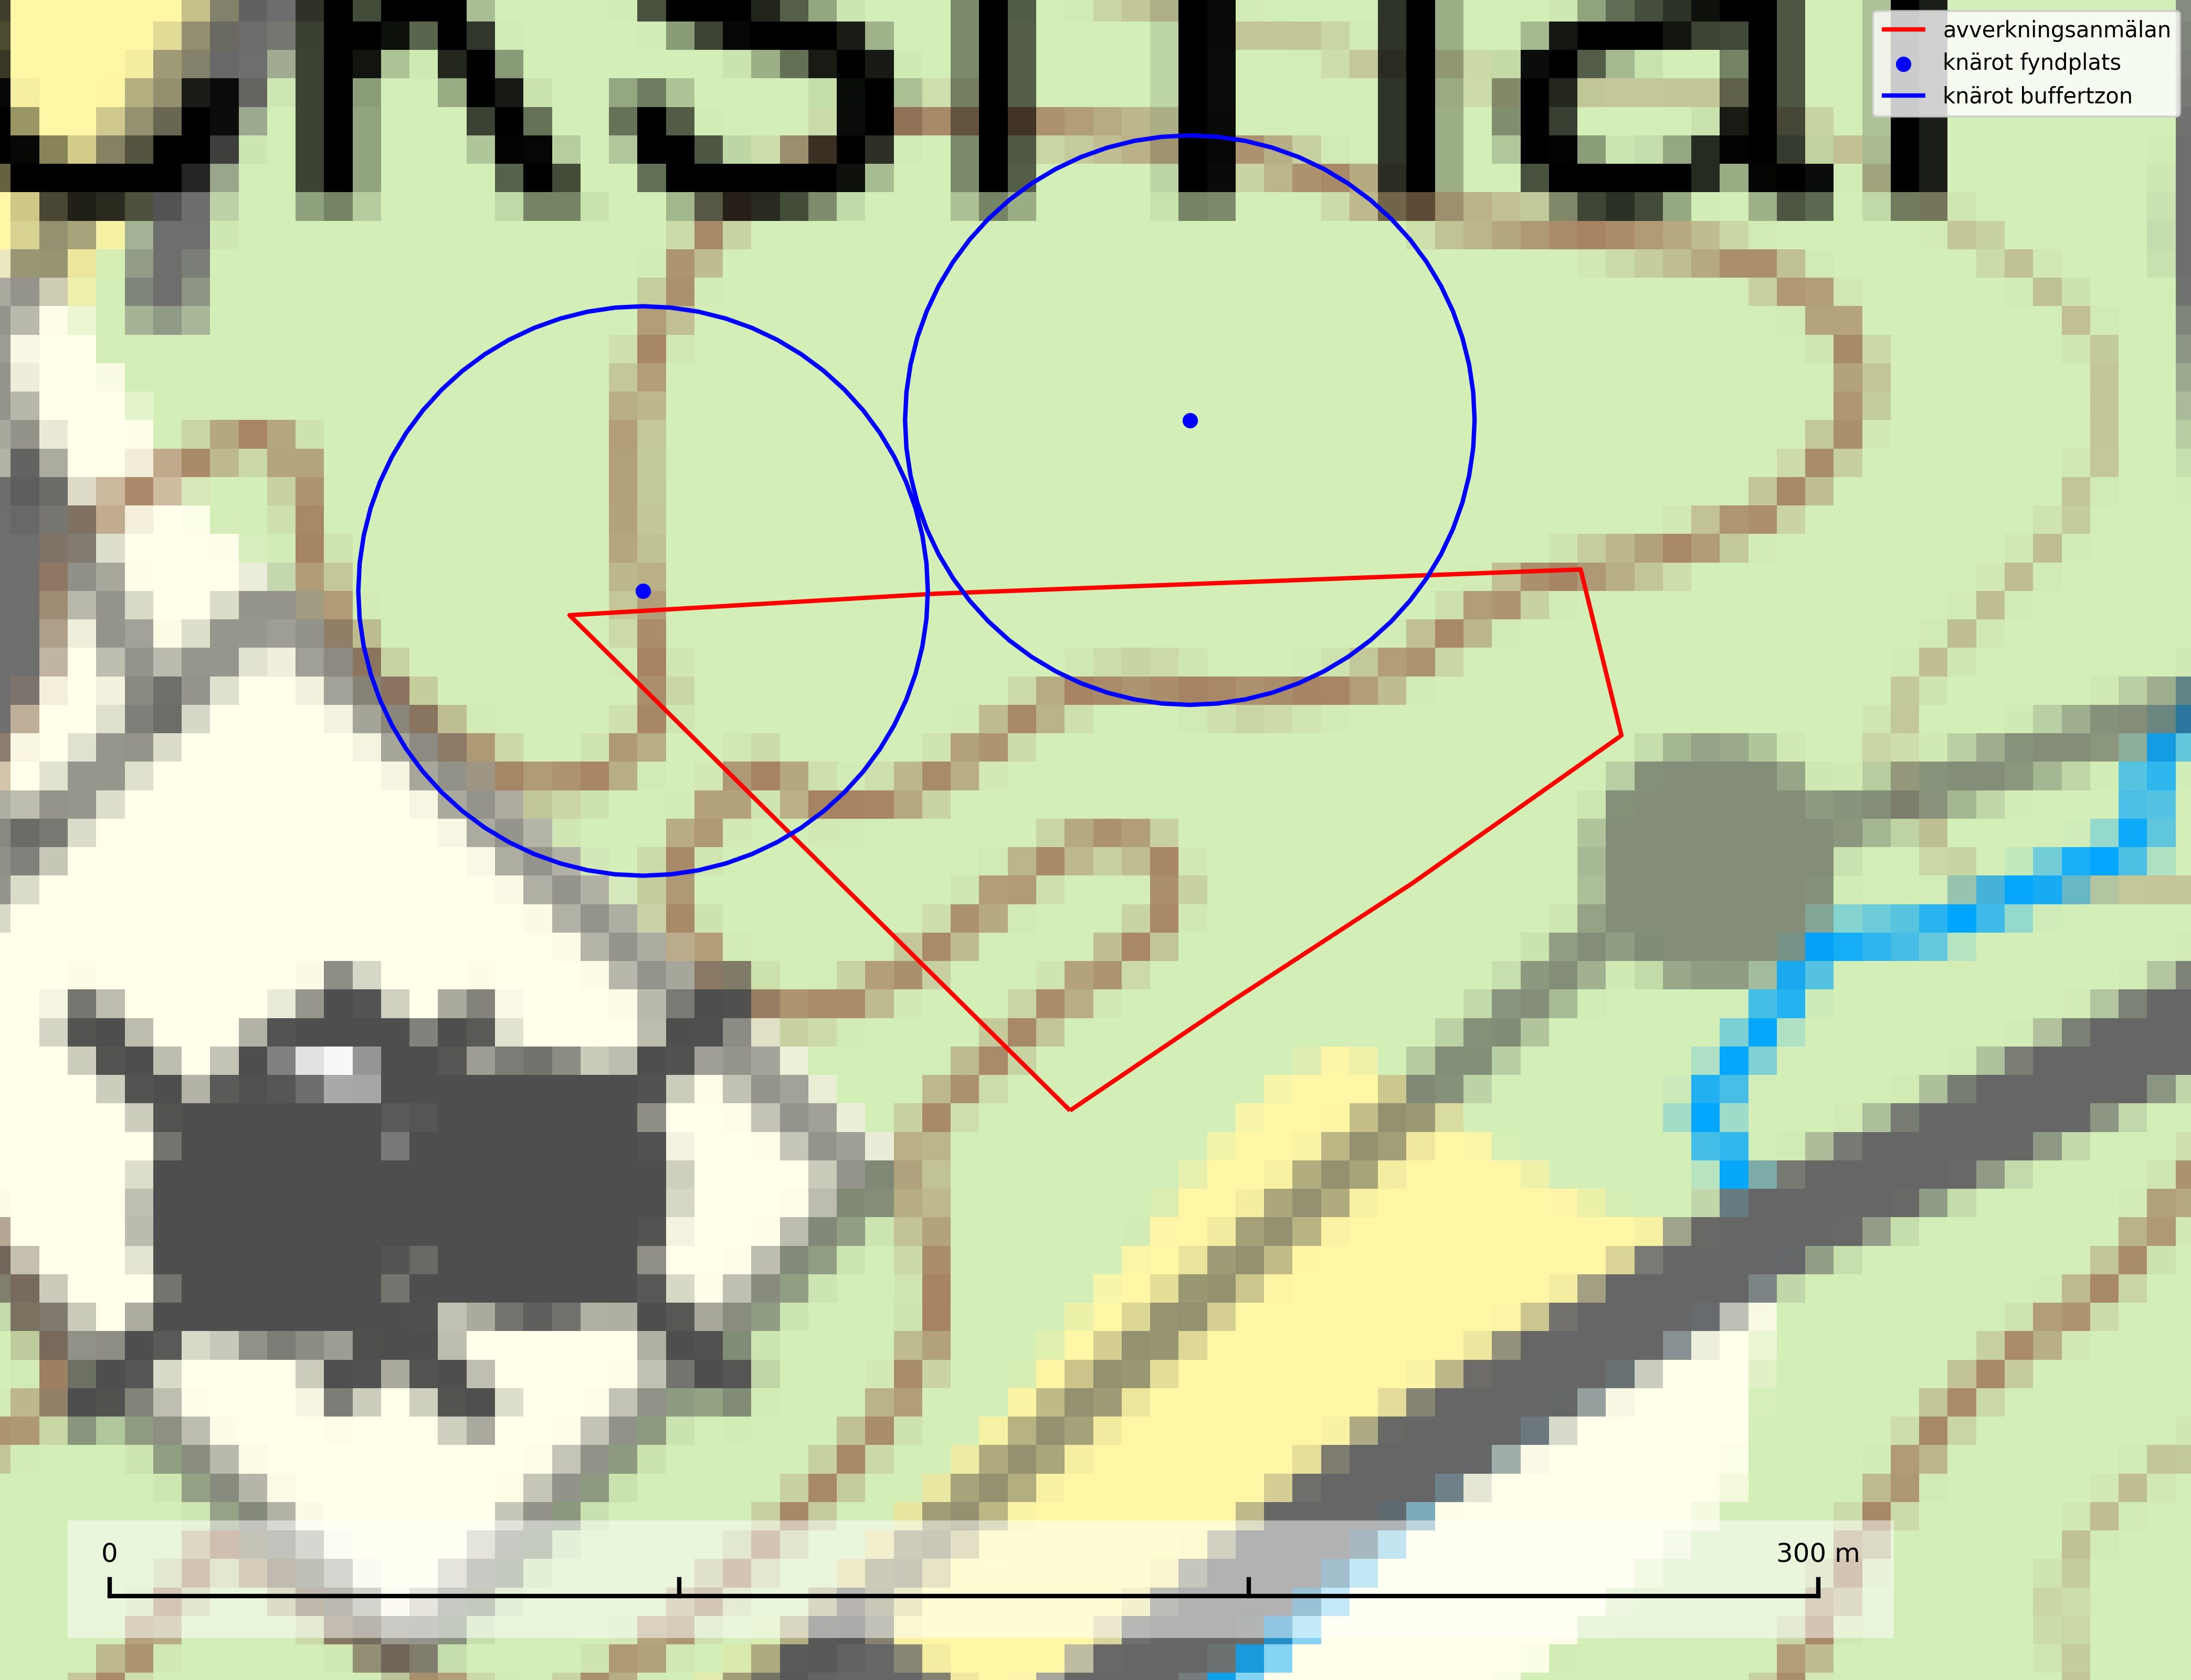 avverkningsanmälan
knärot fyndplats
knärot buffertzon
0
300 m